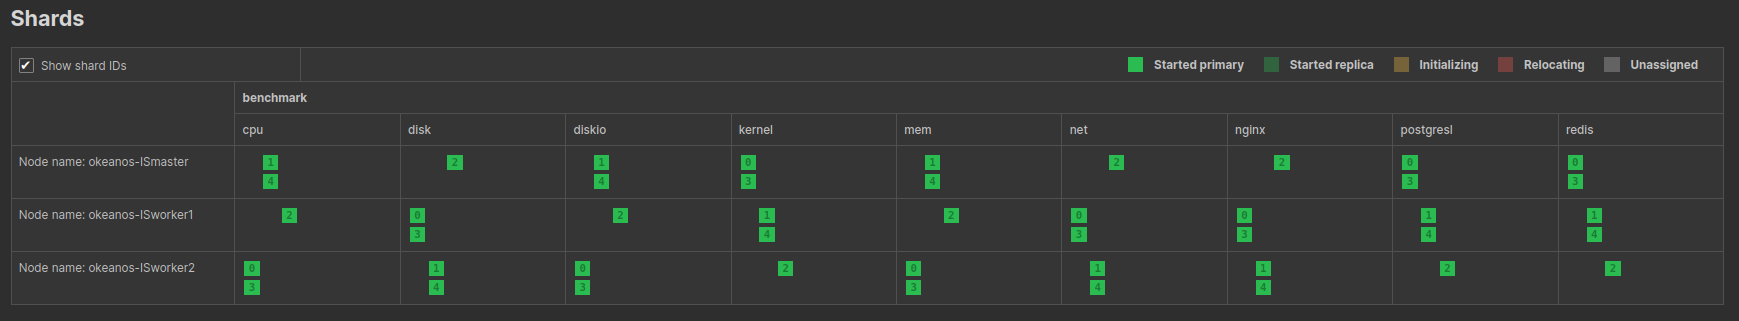 Shards
Show shard IDs Started primary Started replica Initializing Relocating Unassigned
benchmark
cpu disk diskio kernel mem net nginx postgresl redis
Node name: okeanos-ISmaster 1 2 1 0 1 2 2 0 0
4 4 3 4 3 3
Node name: okeanos-ISworker1 2 0 2 1 2 0 0 1 1
3 4 3 3 4 4
Node name: okeanos-ISworker2 0 1 0 2 0 1 1 2 2
3 4 3 3 4 4